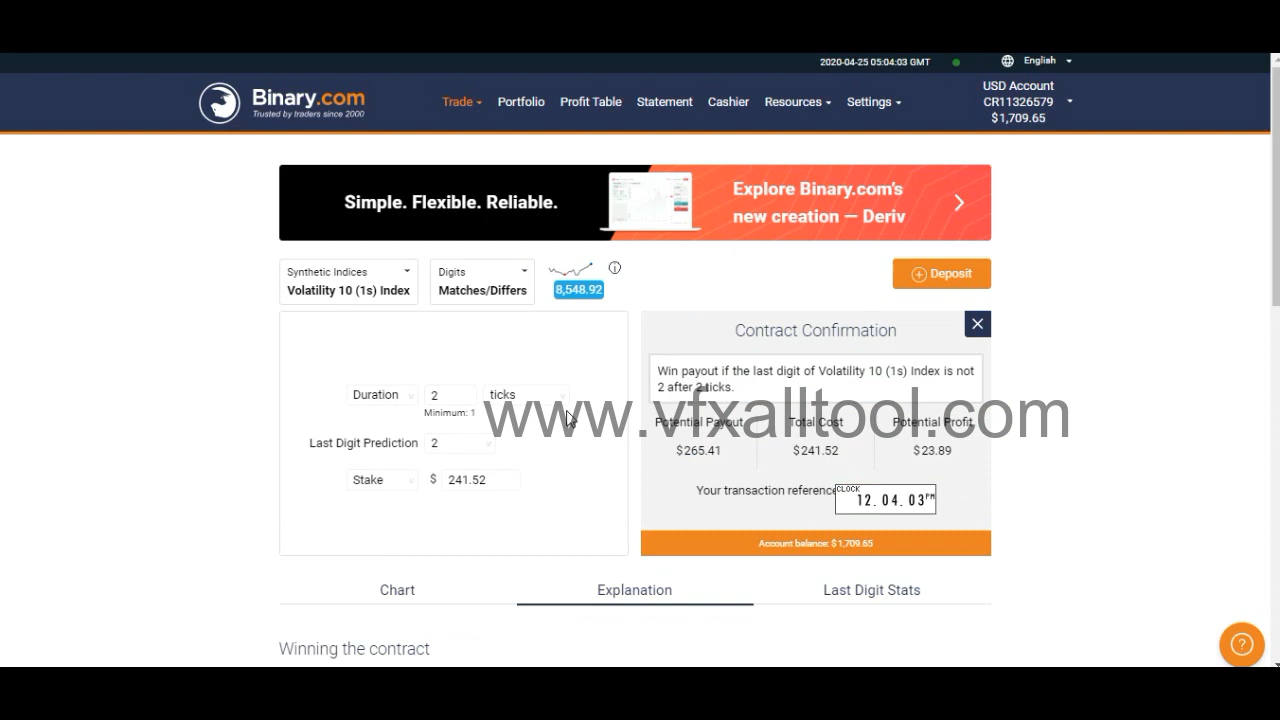 2020-04-25 05:04:03 GMT
English
Binary.com
Trusted by traders since 2000
Trade
Portfolio
Profit Table
Statement
Cashier
Resources
Settings
USD Account
CR11326579
$1,709.65
Simple. Flexible. Reliable.
Explore Binary.com's
new creation — Deriv
Synthetic Indices
Volatility 10 (1s) Index
Digits
Matches/Differs
8,548.92
Deposit
Contract Confirmation
Win payout if the last digit of Volatility 10 (1s) Index is not
2 after 2 ticks.
Duration
2
ticks
Minimum: 1
www.vfxalltool.com
Last Digit Prediction
2
Stake
$
241.52
Potential Payout
Total Cost
Potential Profit
$265.41
$241.52
$23.89
Your transaction reference
CLOCK
12.04.03PM
Account balance: $1,709.65
Chart
Explanation
Last Digit Stats
Winning the contract